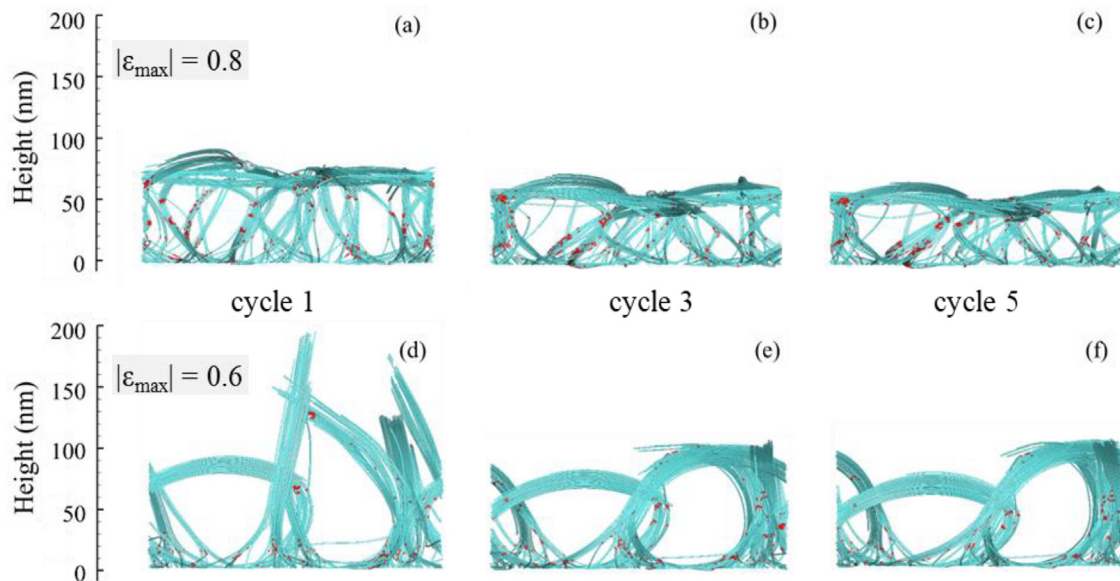 200
(a)
(b)
(c)
|εmax| = 0.8
150
Height (nm)
100
50
0
cycle 1
cycle 3
cycle 5
200
(d)
(e)
(f)
|εmax| = 0.6
150
Height (nm)
100
50
0